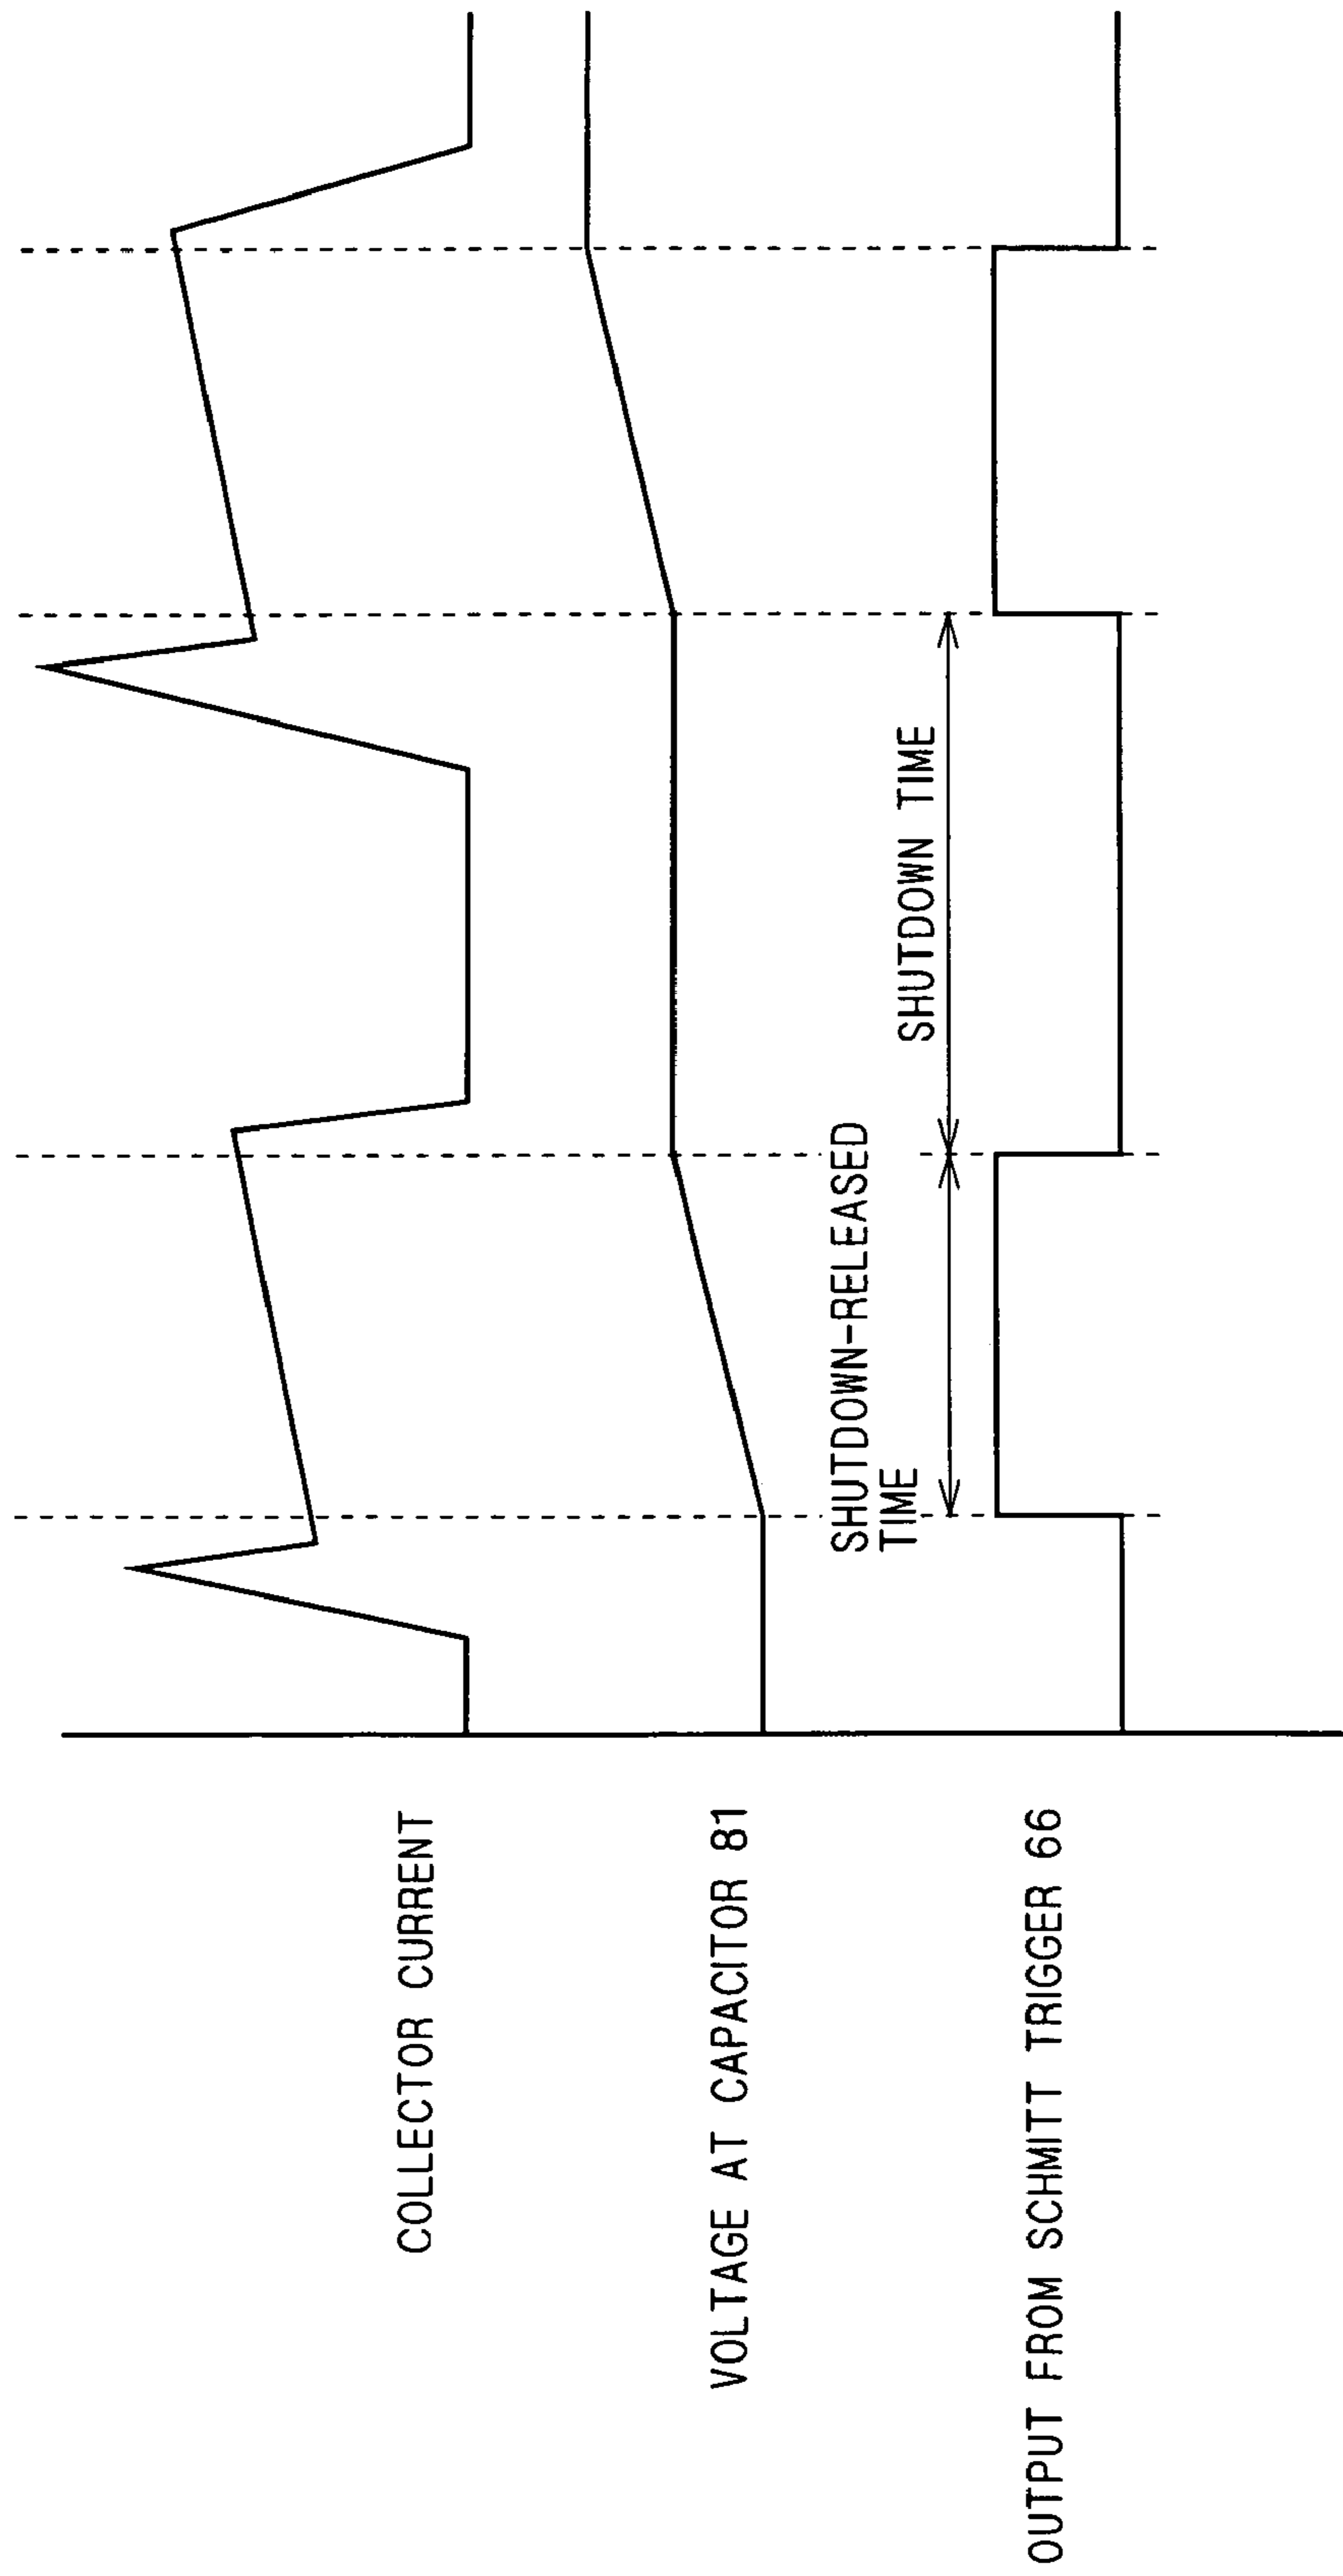 COLLECTOR CURRENT
VOLTAGE AT CAPACITOR 81
SHUTDOWN-RELEASED
TIME
SHUTDOWN TIME
OUTPUT FROM SCHMITT TRIGGER 66